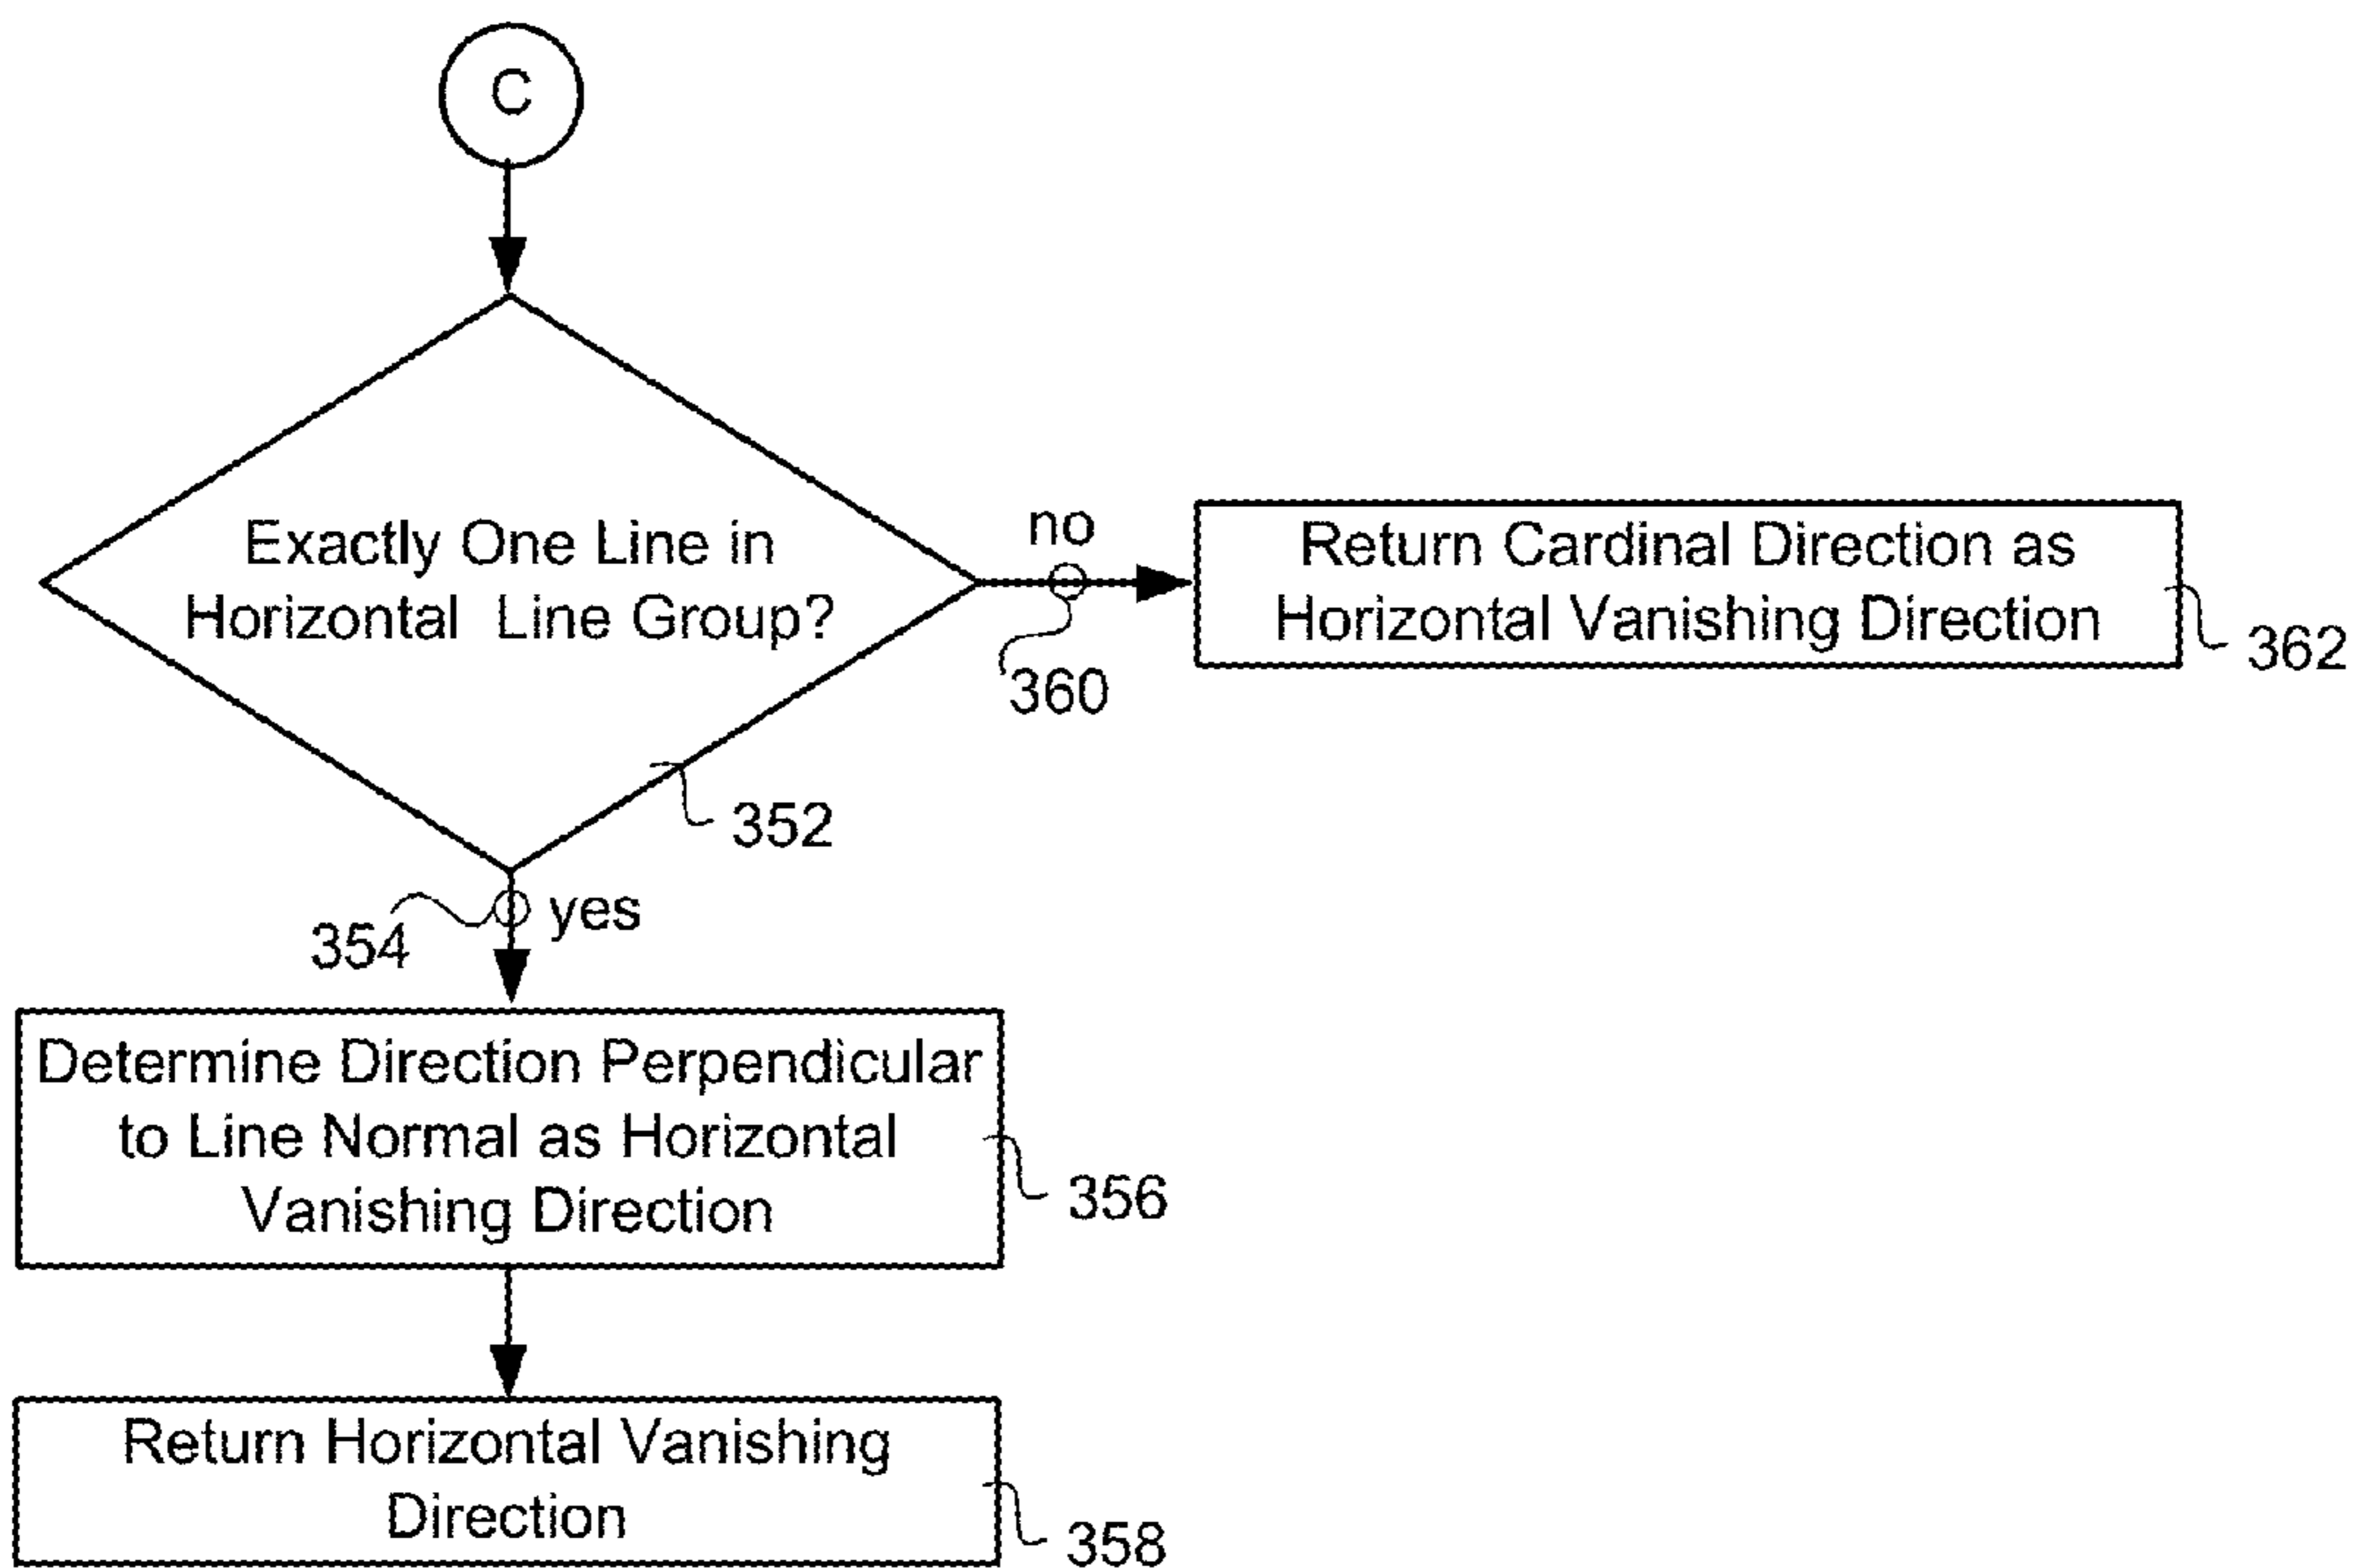 C
Exactly One Line in
Horizontal Line Group?
352
no
360
Return Cardinal Direction as
Horizontal Vanishing Direction
362
354
yes
Determine Direction Perpendicular
to Line Normal as Horizontal
Vanishing Direction
356
Return Horizontal Vanishing
Direction
358